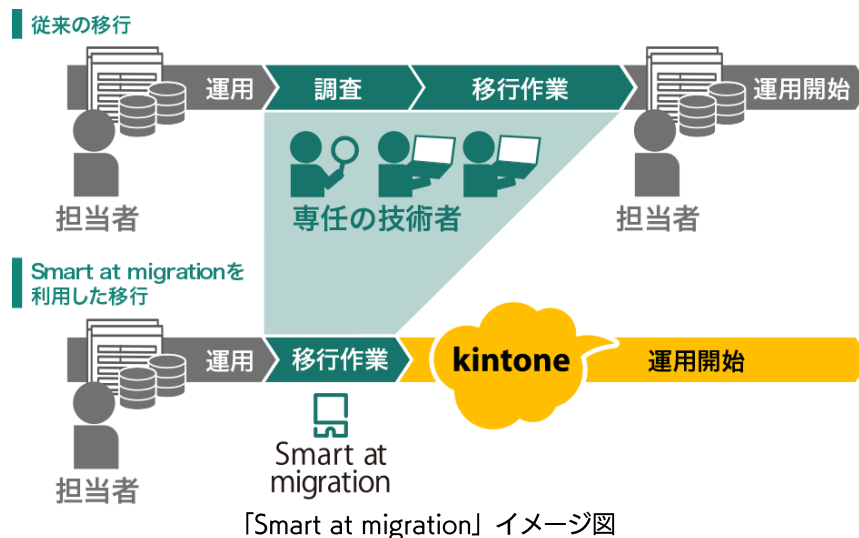 従来の移行
運用
調査
移行作業
運用開始
担当者
専任の技術者
担当者
Smart at migrationを
利用した移行
運用
移行作業
kintone
運用開始
担当者
Smart at
migration
「Smart at migration」イメージ図